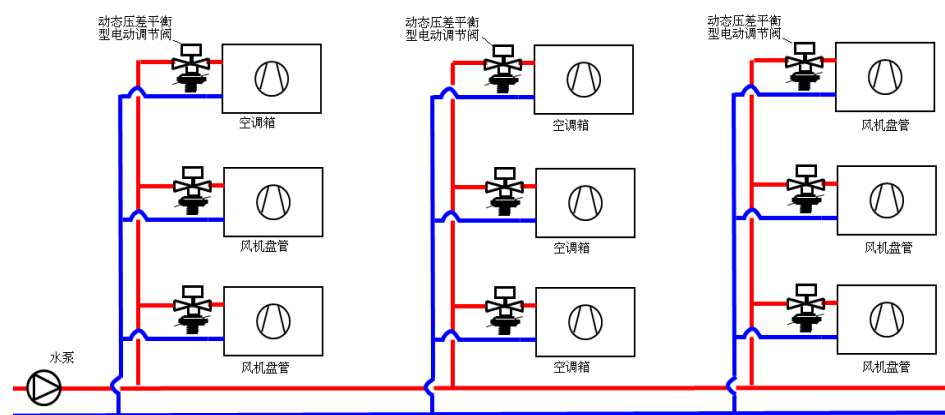 动态压差平衡
型电动调节阀
动态压差平衡
型电动调节阀
动态压差平衡
型电动调节阀
空调箱
空调箱
风机盘管
风机盘管
空调箱
风机盘管
水泵
风机盘管
空调箱
风机盘管